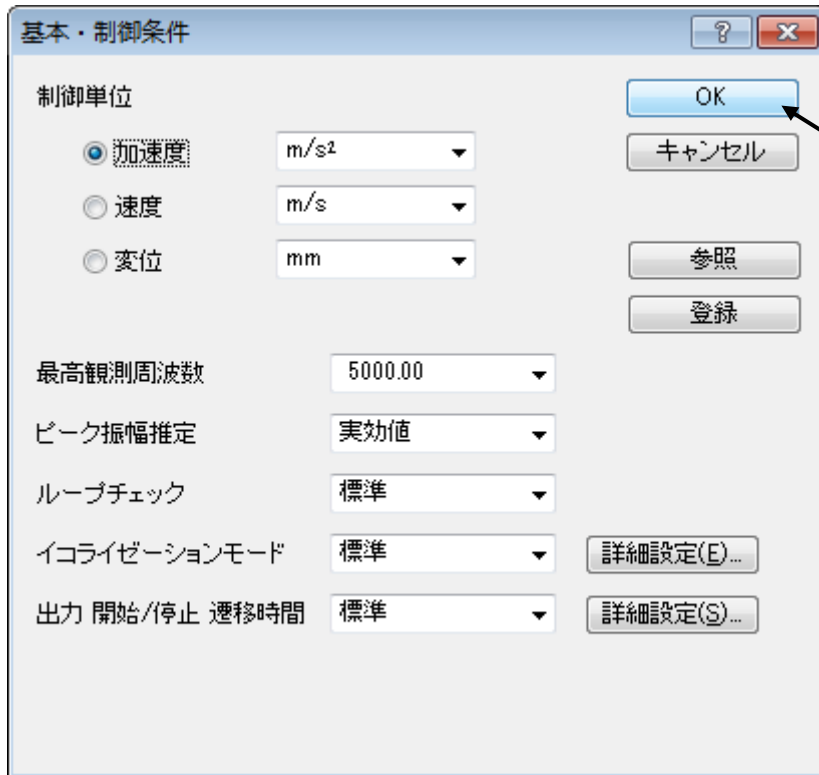 基本・制御条件
制御単位
OK
加速度 m/s²
キャンセル
速度 m/s
変位 mm
参照
登録
最高観測周波数 5000.00
ピーク振幅推定 実効値
ループチェック 標準
イコライゼーションモード 標準 詳細設定(E)...
出力 開始/停止 遷移時間 標準 詳細設定(S)...